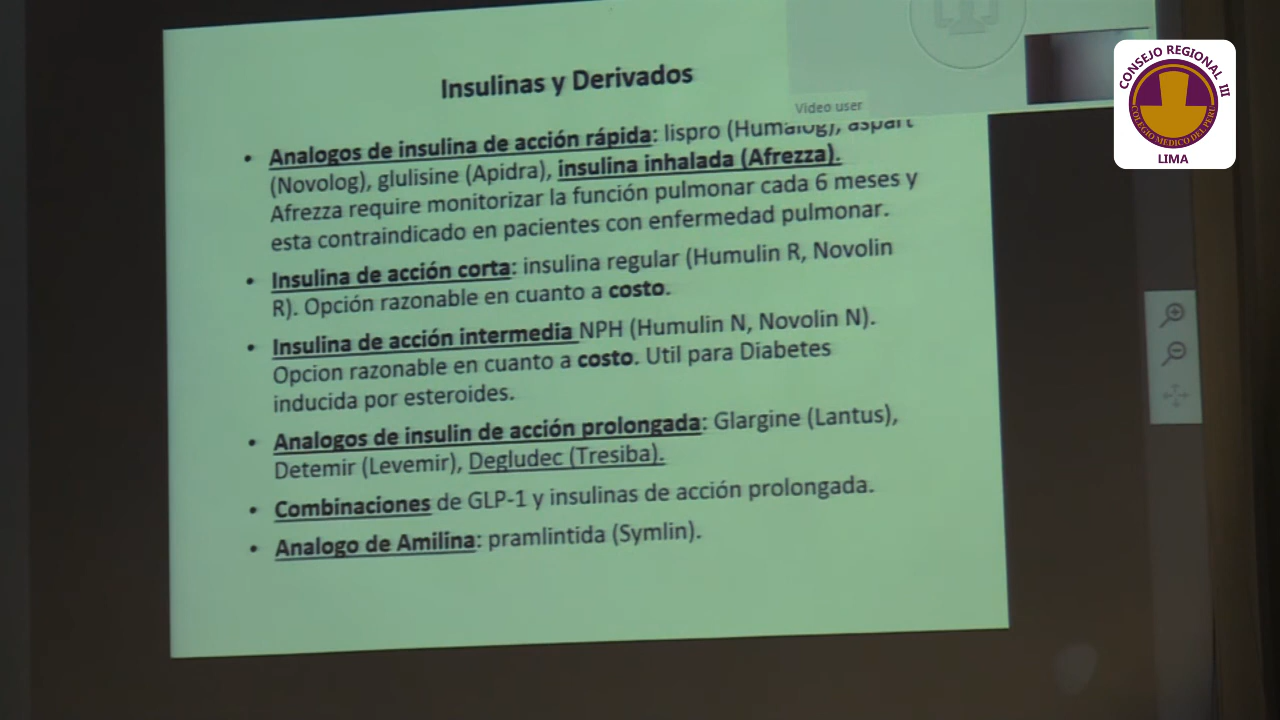 Insulinas y Derivados
Video user
• Analogos de insulina de acción rápida: lispro (Humalog), aspart
(Novolog), glulisine (Apidra), insulina inhalada (Afrezza).
Afrezza require monitorizar la función pulmonar cada 6 meses y
esta contraindicado en pacientes con enfermedad pulmonar.
• Insulina de acción corta: insulina regular (Humulin R, Novolin
R). Opción razonable en cuanto a costo.
• Insulina de acción intermedia NPH (Humulin N, Novolin N).
Opcion razonable en cuanto a costo. Util para Diabetes
inducida por esteroides.
• Analogos de insulin de acción prolongada: Glargine (Lantus),
Detemir (Levemir), Degludec (Tresiba).
• Combinaciones de GLP-1 y insulinas de acción prolongada.
• Analogo de Amilina: pramlintida (Symlin).
CONSEJO REGIONAL III
COLEGIO MEDICO DEL PERU
LIMA